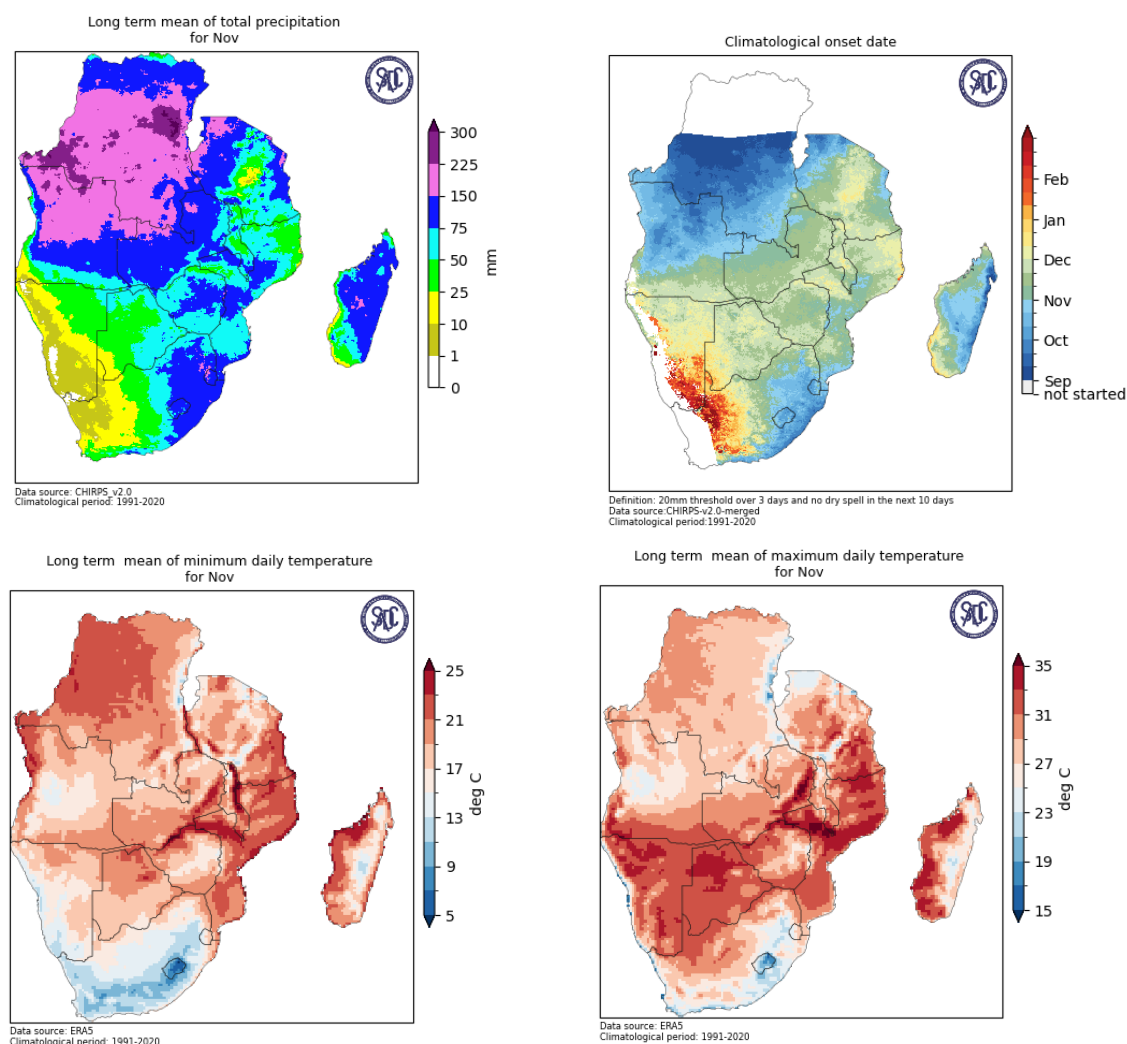 Long term mean of total precipitation
for Nov
300
225
150
75
50
25
10
1
0
mm
Data source: CHIRPS_v2.0
Climatological period: 1991-2020
Climatological onset date
Feb
Jan
Dec
Nov
Oct
Sep
not started
Definition: 20mm threshold over 3 days and no dry spell in the next 10 days
Data source:CHIRPS-v2.0-merged
Climatological period:1991-2020
Long term  mean of minimum daily temperature
for Nov
25
21
17
13
9
5
deg C
Data source: ERA5
Climatological period: 1991-2020
Long term  mean of maximum daily temperature
for Nov
35
31
27
23
19
15
deg C
Data source: ERA5
Climatological period: 1991-2020